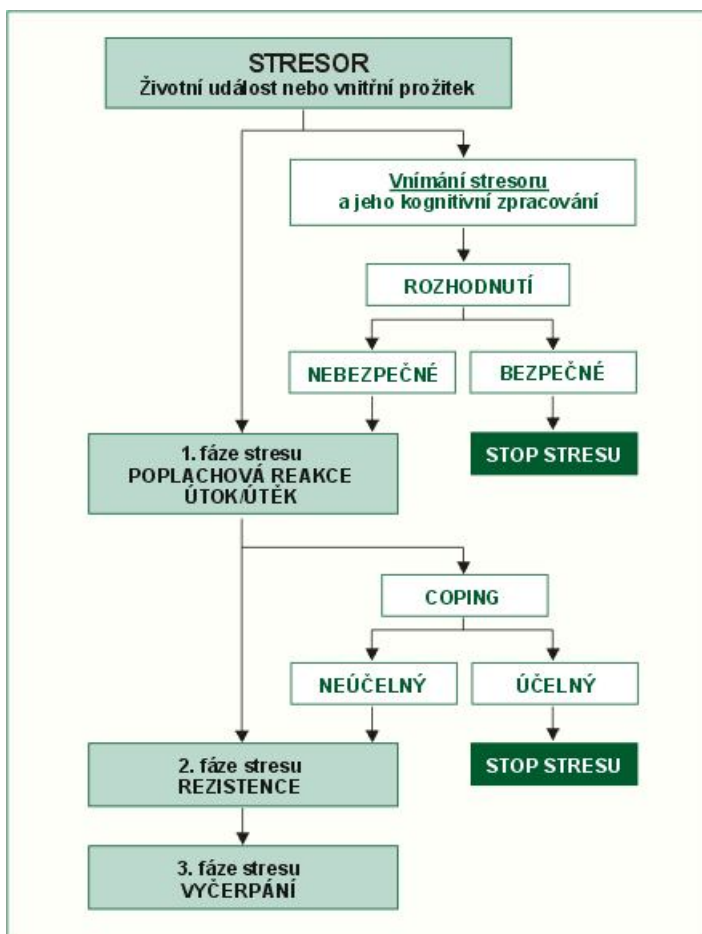 STRESOR
Životní událost nebo vnitřní prožitek
Vnímání stresoru
a jeho kognitivní zpracování
ROZHODNUTÍ
NEBEZPEČNÉ
BEZPEČNÉ
1. fáze stresu
POPLACHOVÁ REAKCE
ÚTOK/ÚTĚK
STOP STRESU
COPING
NEÚČELNÝ
ÚČELNÝ
2. fáze stresu
REZISTENCE
STOP STRESU
3. fáze stresu
VYČERPÁNÍ